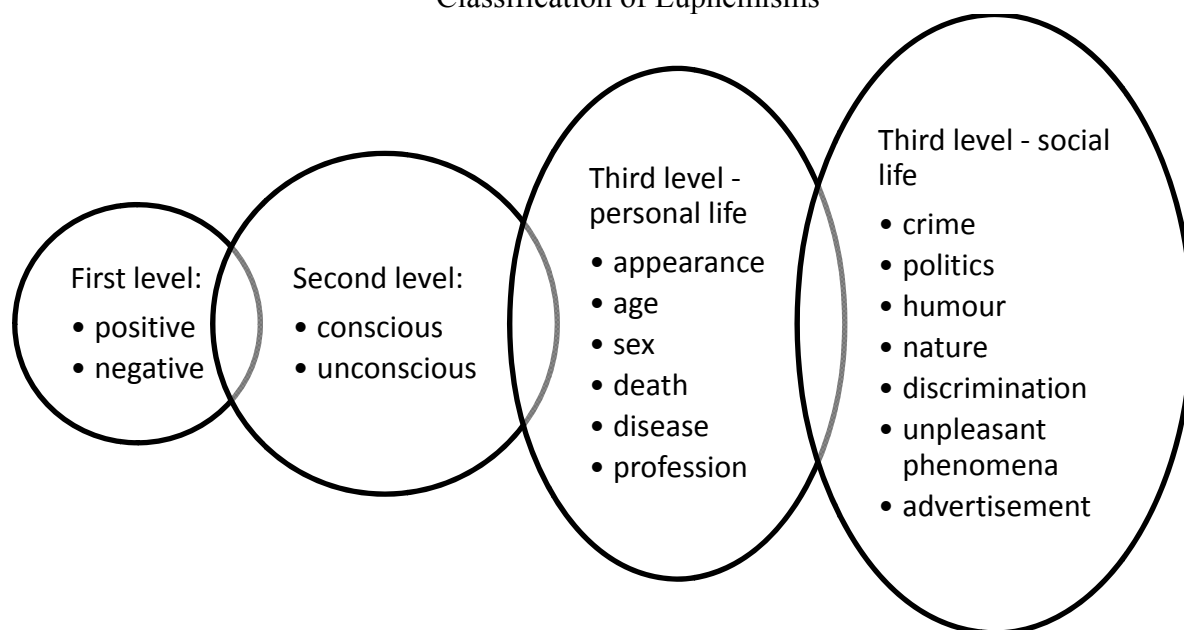 Classification of Euphemisms
First level:
• positive
• negative
Second level:
• conscious
• unconscious
Third level -
personal life
• appearance
• age
• sex
• death
• disease
• profession
Third level - social
life
• crime
• politics
• humour
• nature
• discrimination
• unpleasant
phenomena
• advertisement